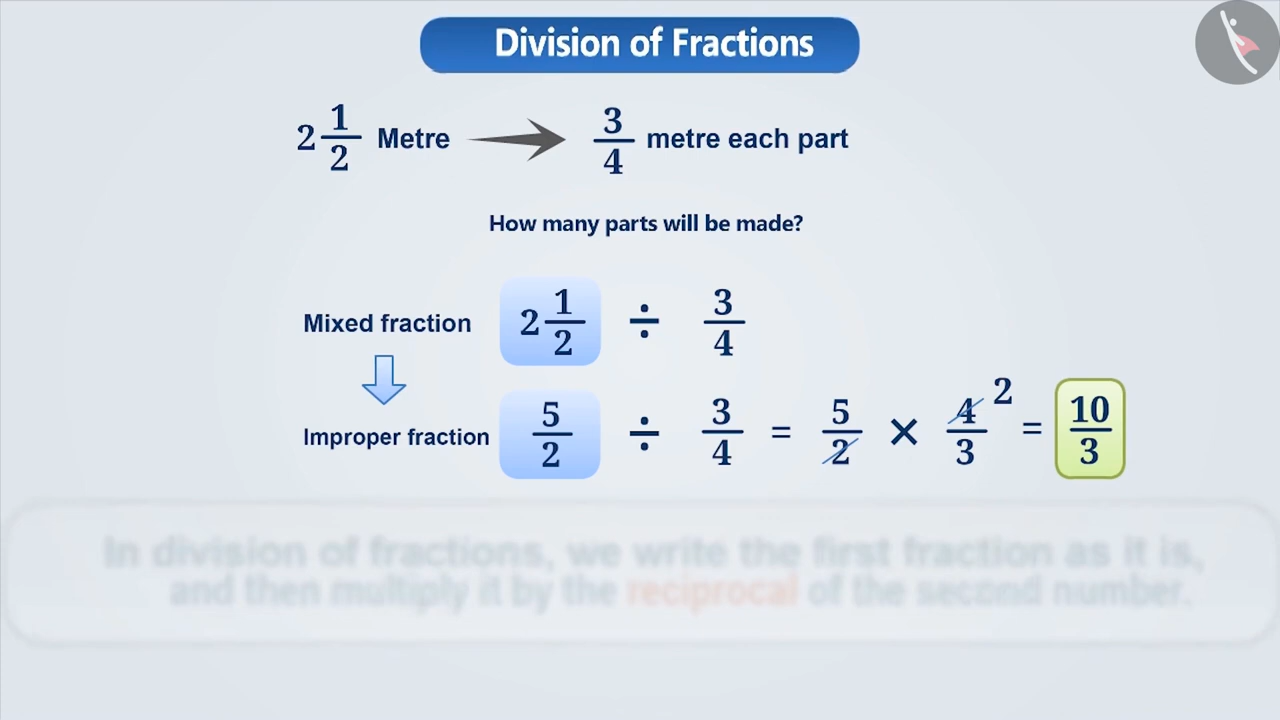 Division of Fractions
2 1/2 Metre → 3/4 metre each part
How many parts will be made?
Mixed fraction 2 1/2 ÷ 3/4
Improper fraction 5/2 ÷ 3/4 = 5/2 × 4/3 2 = 10/3
In division of fractions, we write the first fraction as it is,
and then multiply it by the reciprocal of the second number.